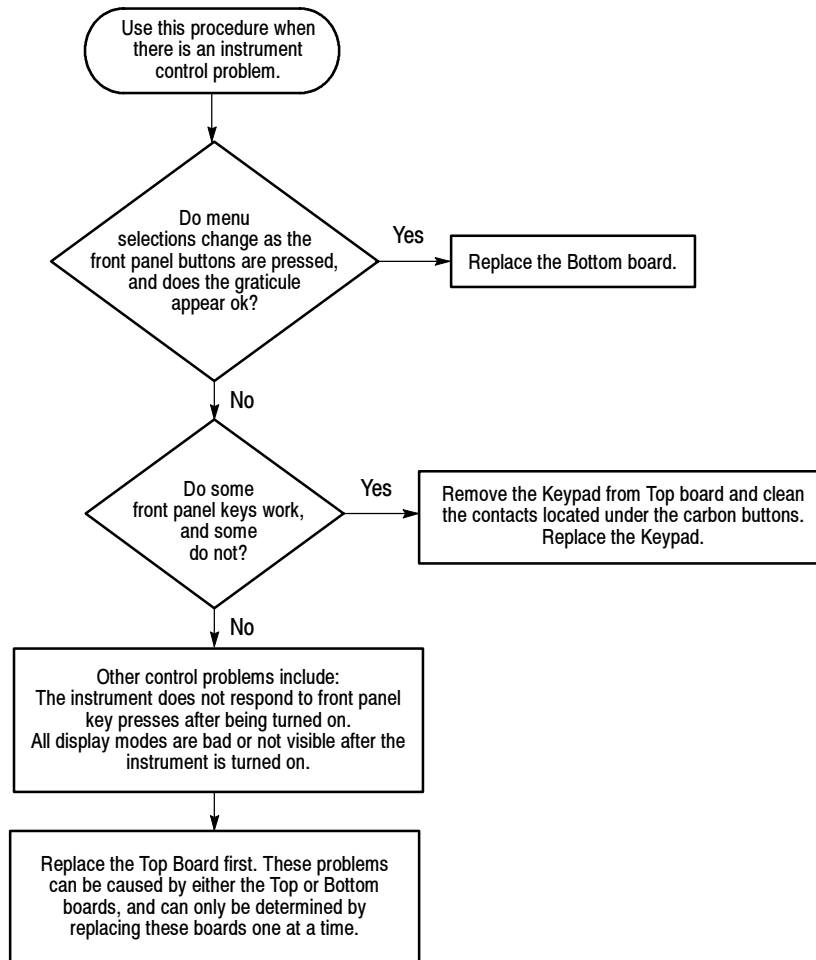 Use this procedure when
there is an instrument
control problem.
Do menu
selections change as the
front panel buttons are pressed,
and does the graticule
appear ok?
Yes
Replace the Bottom board.
No
Do some
front panel keys work,
and some
do not?
Yes
Remove the Keypad from Top board and clean
the contacts located under the carbon buttons.
Replace the Keypad.
No
Other control problems include:
The instrument does not respond to front panel
key presses after being turned on.
All display modes are bad or not visible after the
instrument is turned on.
Replace the Top Board first. These problems
can be caused by either the Top or Bottom
boards, and can only be determined by
replacing these boards one at a time.